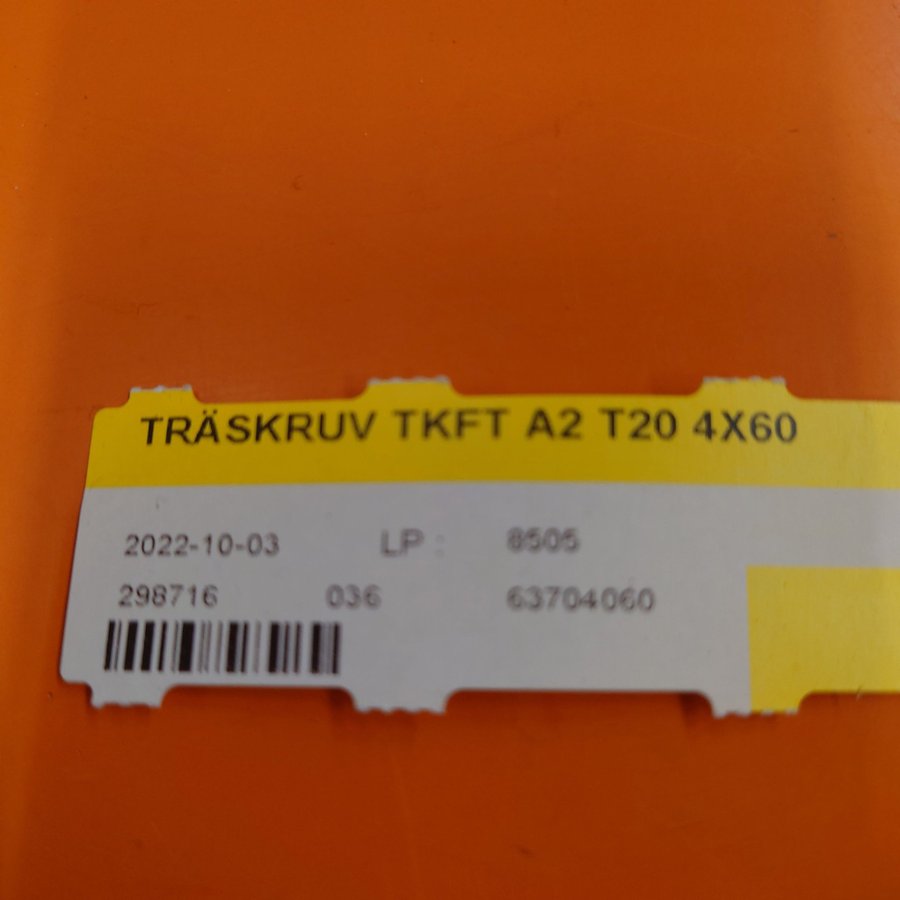 TRÄSKRUV TKFT A2 T20 4X60
2022-10-03 LP : 8505
298716 036 63704060